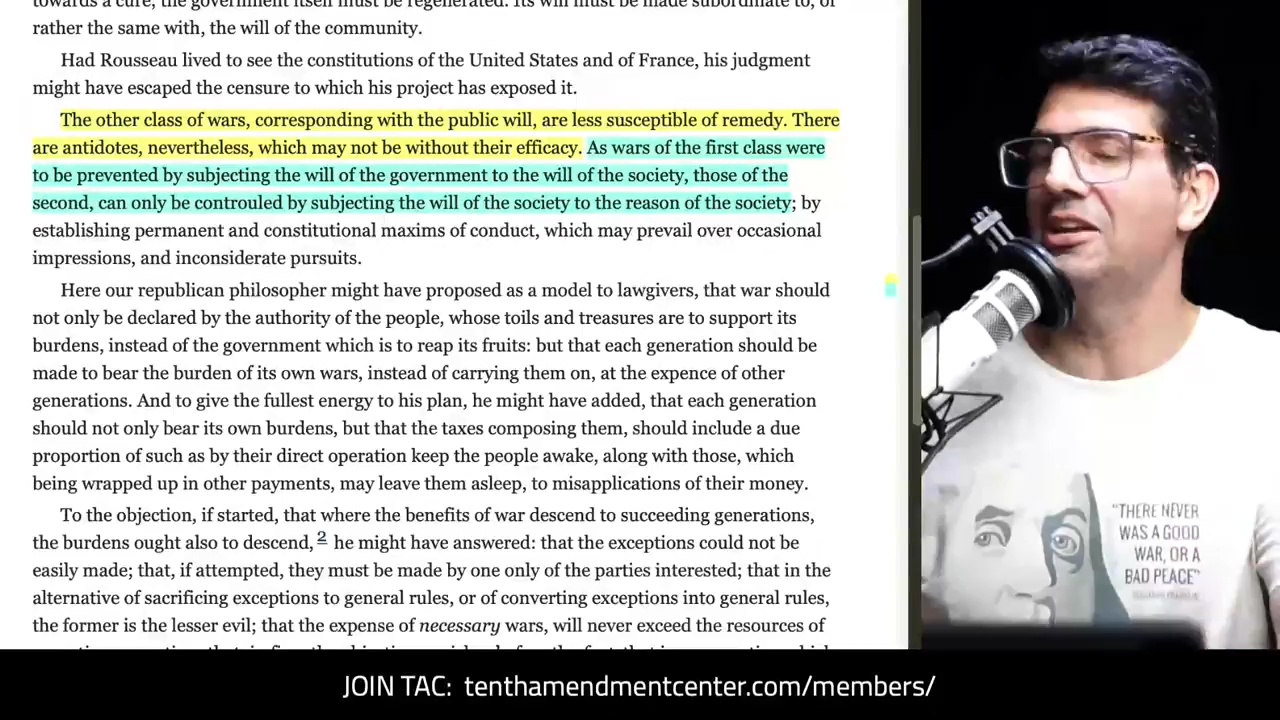 towards a cure, the government itself must be regenerated. Its will must be made subordinate to, or
rather the same with, the will of the community.
Had Rousseau lived to see the constitutions of the United States and of France, his judgment
might have escaped the censure to which his project has exposed it.
The other class of wars, corresponding with the public will, are less susceptible of remedy. There
are antidotes, nevertheless, which may not be without their efficacy. As wars of the first class were
to be prevented by subjecting the will of the government to the will of the society, those of the
second, can only be controuled by subjecting the will of the society to the reason of the society; by
establishing permanent and constitutional maxims of conduct, which may prevail over occasional
impressions, and inconsiderate pursuits.
Here our republican philosopher might have proposed as a model to lawgivers, that war should
not only be declared by the authority of the people, whose toils and treasures are to support its
burdens, instead of the government which is to reap its fruits: but that each generation should be
made to bear the burden of its own wars, instead of carrying them on, at the expence of other
generations. And to give the fullest energy to his plan, he might have added, that each generation
should not only bear its own burdens, but that the taxes composing them, should include a due
proportion of such as by their direct operation keep the people awake, along with those, which
being wrapped up in other payments, may leave them asleep, to misapplications of their money.
To the objection, if started, that where the benefits of war descend to succeeding generations,
the burdens ought also to descend,2 he might have answered: that the exceptions could not be
easily made; that, if attempted, they must be made by one only of the parties interested; that in the
alternative of sacrificing exceptions to general rules, or of converting exceptions into general rules,
the former is the lesser evil; that the expense of necessary wars, will never exceed the resources of
"THERE NEVER
WAS A GOOD
WAR, OR A
BAD PEACE"
BENJAMIN FRANKLIN
JOIN TAC: tenthamendmentcenter.com/members/